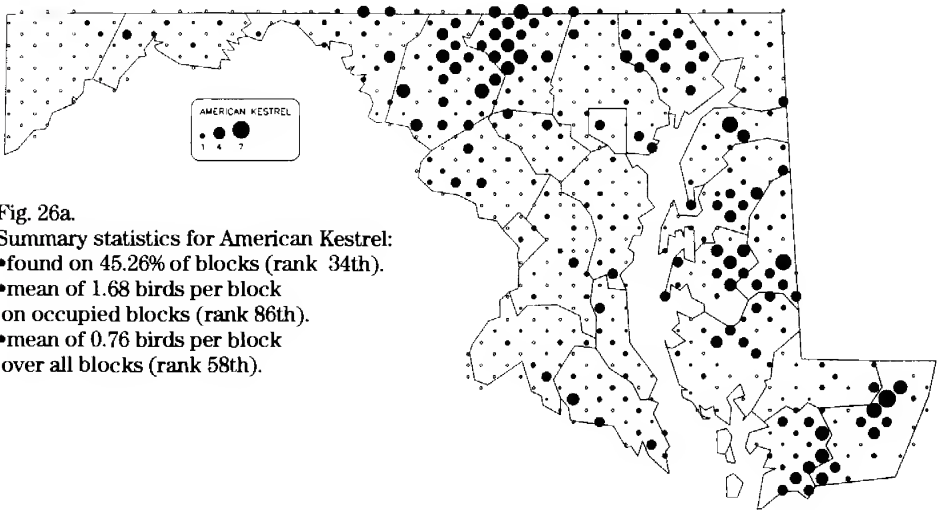 AMERICAN KESTREL
1 4 7
Fig. 26a.
Summary statistics for American Kestrel:
•found on 45.26% of blocks (rank 34th).
•mean of 1.68 birds per block
on occupied blocks (rank 86th).
•mean of 0.76 birds per block
over all blocks (rank 58th).